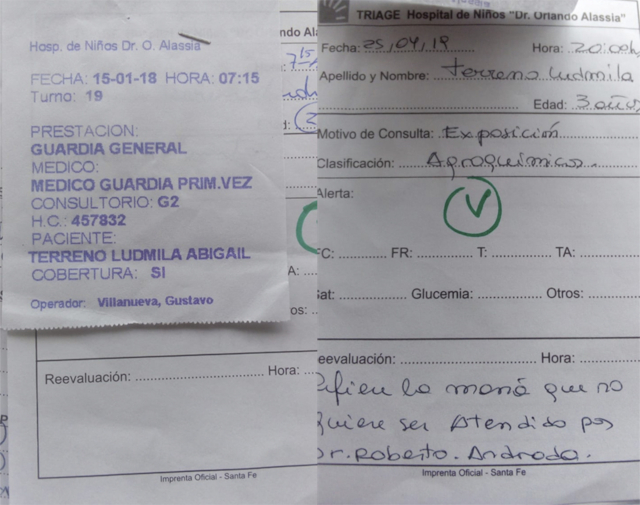 Hosp. de Niños Dr. O. Alassia
FECHA: 15-01-18 HORA: 07:15
Turno: 19
PRESTACION:
GUARDIA GENERAL
MEDICO:
MEDICO GUARDIA PRIM.VEZ
CONSULTORIO: G2
H.C.: 457832
PACIENTE:
TERRENO LUDMILA ABIGAIL
COBERTURA: SI
Operador: Villanueva, Gustavo
Reevaluación: Hora:
Imprenta Oficial - Santa Fe
TRIAGE Hospital de Niños "Dr. Orlando Alassia"
Fecha: 25/04/19 Hora: 20:00h
Apellido y Nombre: Terreno Ludmila
Edad: 3 años
Motivo de Consulta: Exposición
Clasificación: Agroquimicos.
Alerta:
V
FC: FR: T: TA:
Sat: Glucemia: Otros:
Reevaluación: Hora:
la mamá que no
quiere ser Atendido por
Dr. Roberto. Andrada.
Imprenta Oficial - Santa Fe